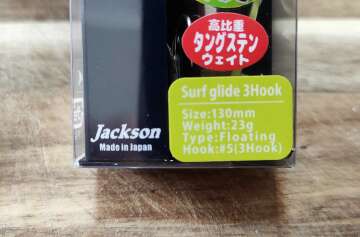 高比重
タングステン
ウェイト
Surf glide 3Hook
Size:130mm
Weight:23g
Type:Floating
Hook:#5(3Hook)
Jackson
Made in Japan